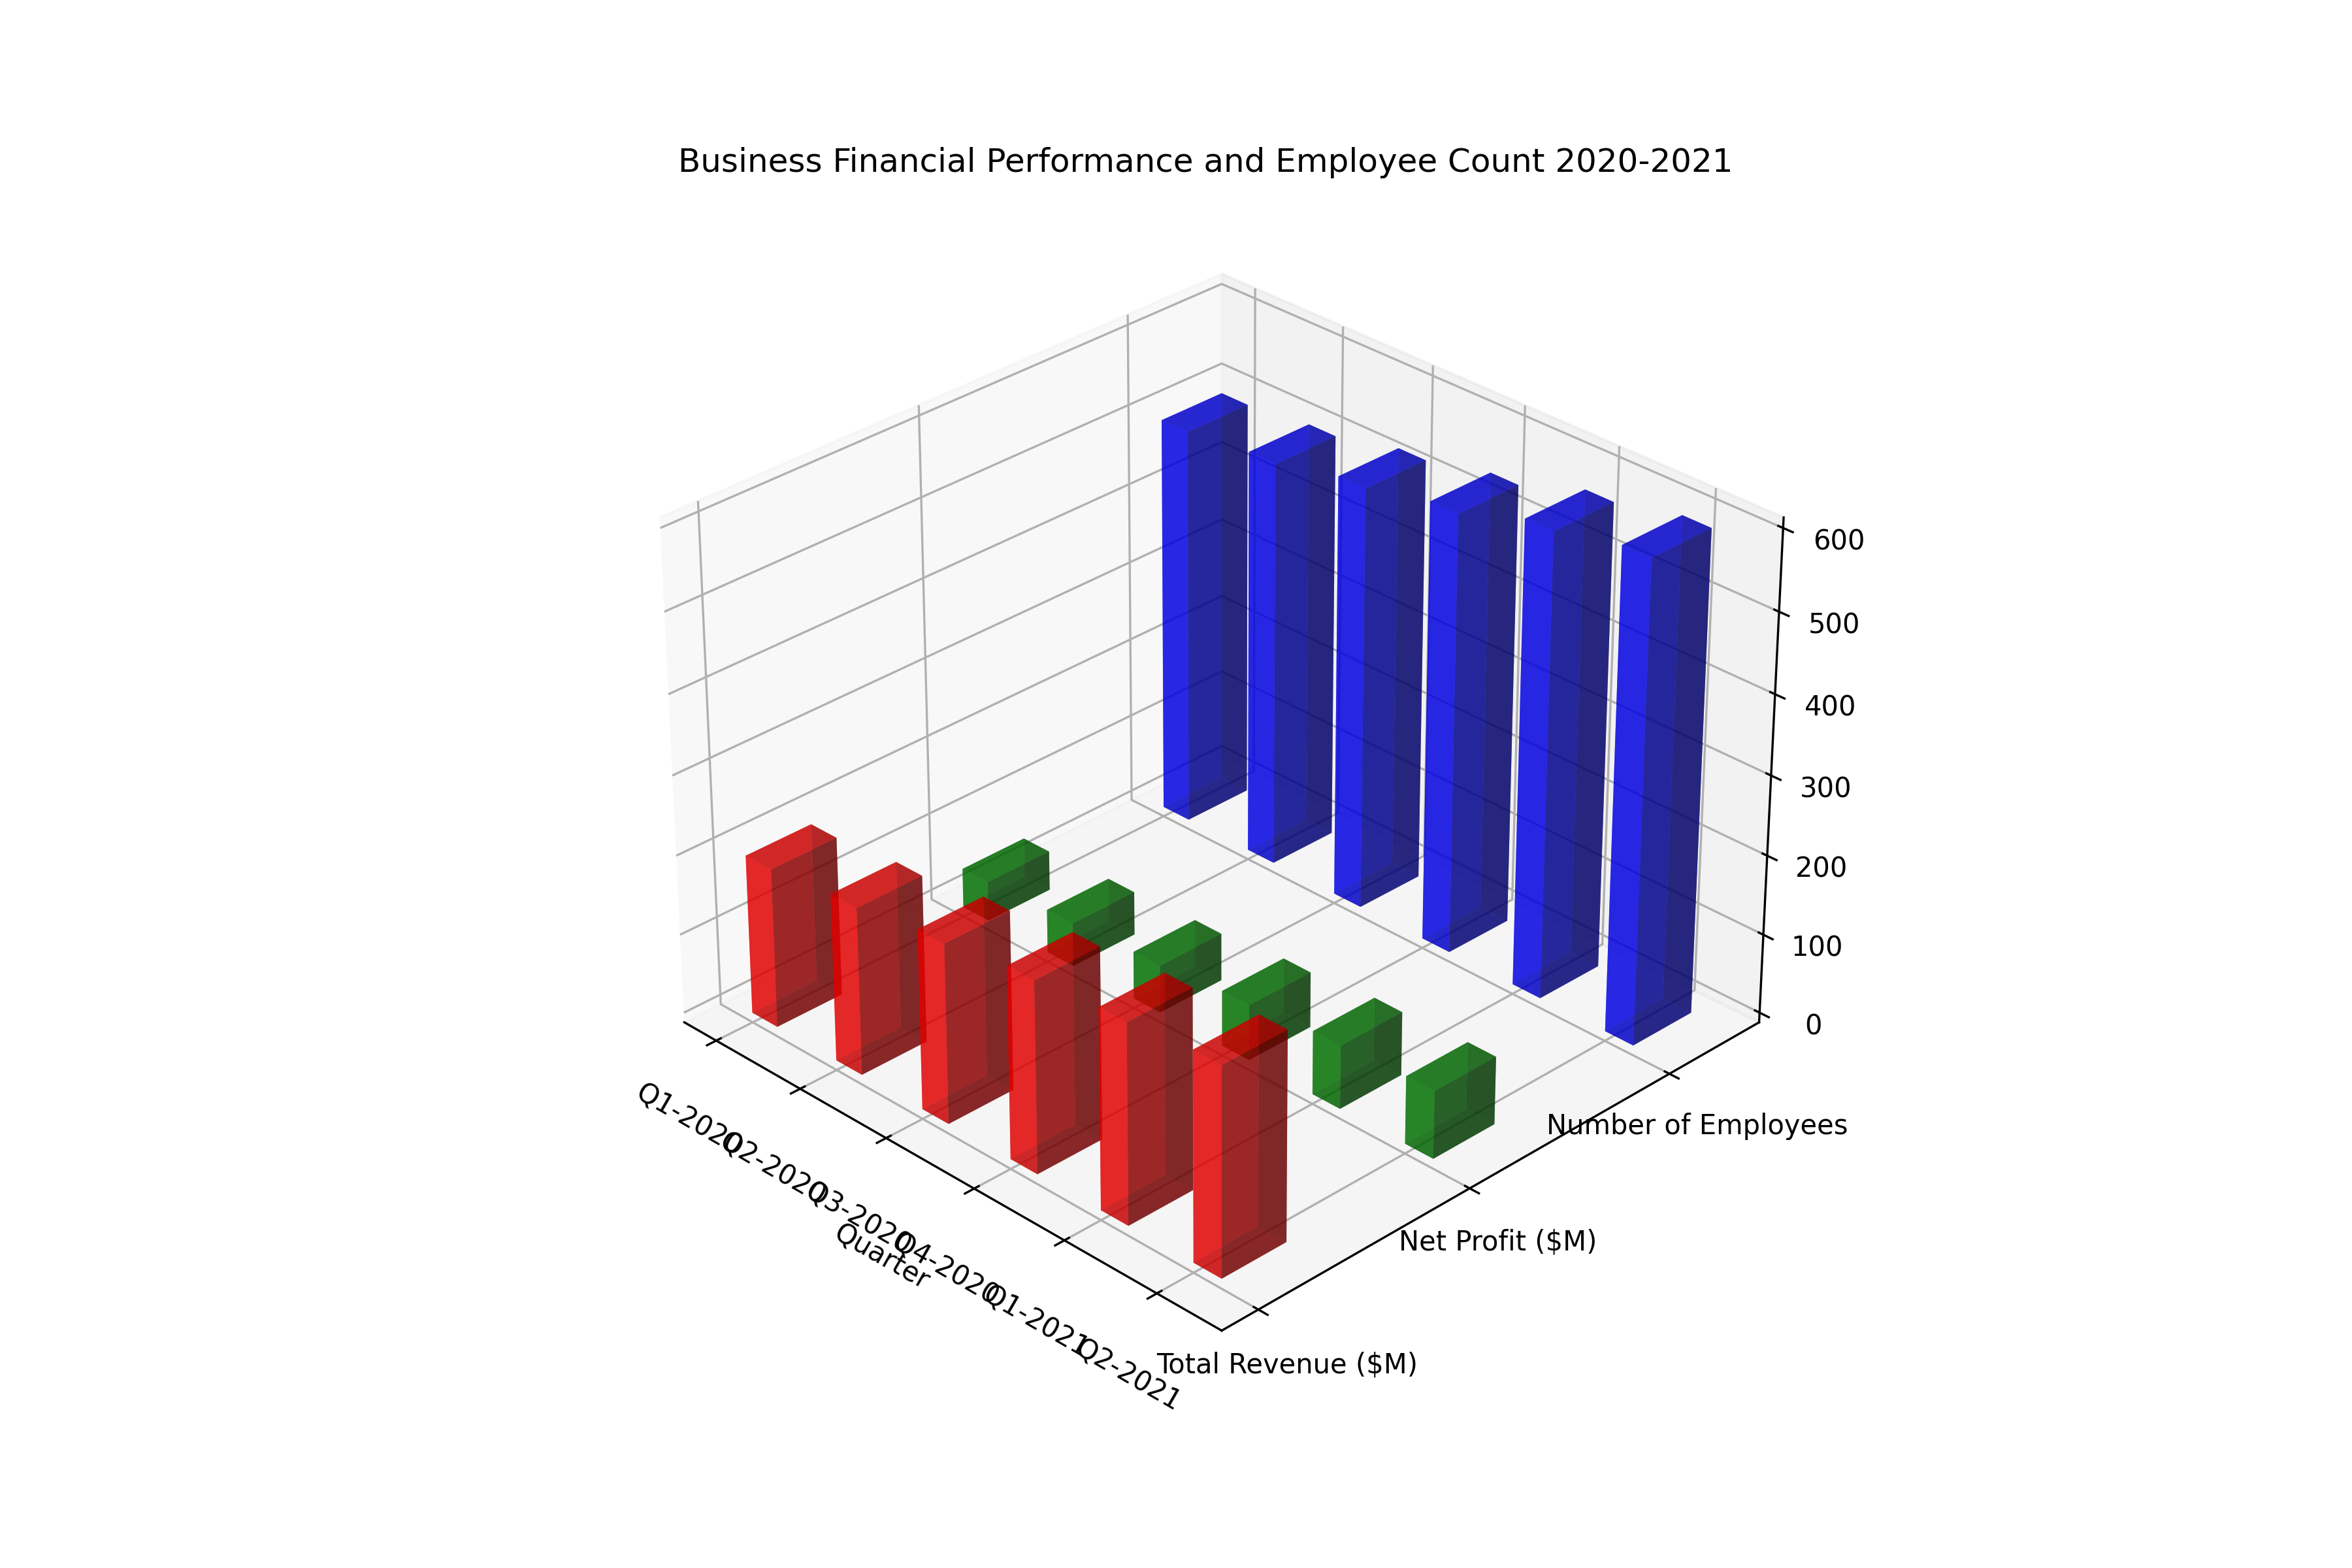 Business Financial Performance and Employee Count 2020-2021
600
500
400
300
200
100
0
Number of Employees
Net Profit ($M)
Total Revenue ($M)
Q1-2020
Q2-2020
Q3-2020
Q4-2020
Q1-2021
Q2-2021
Quarter